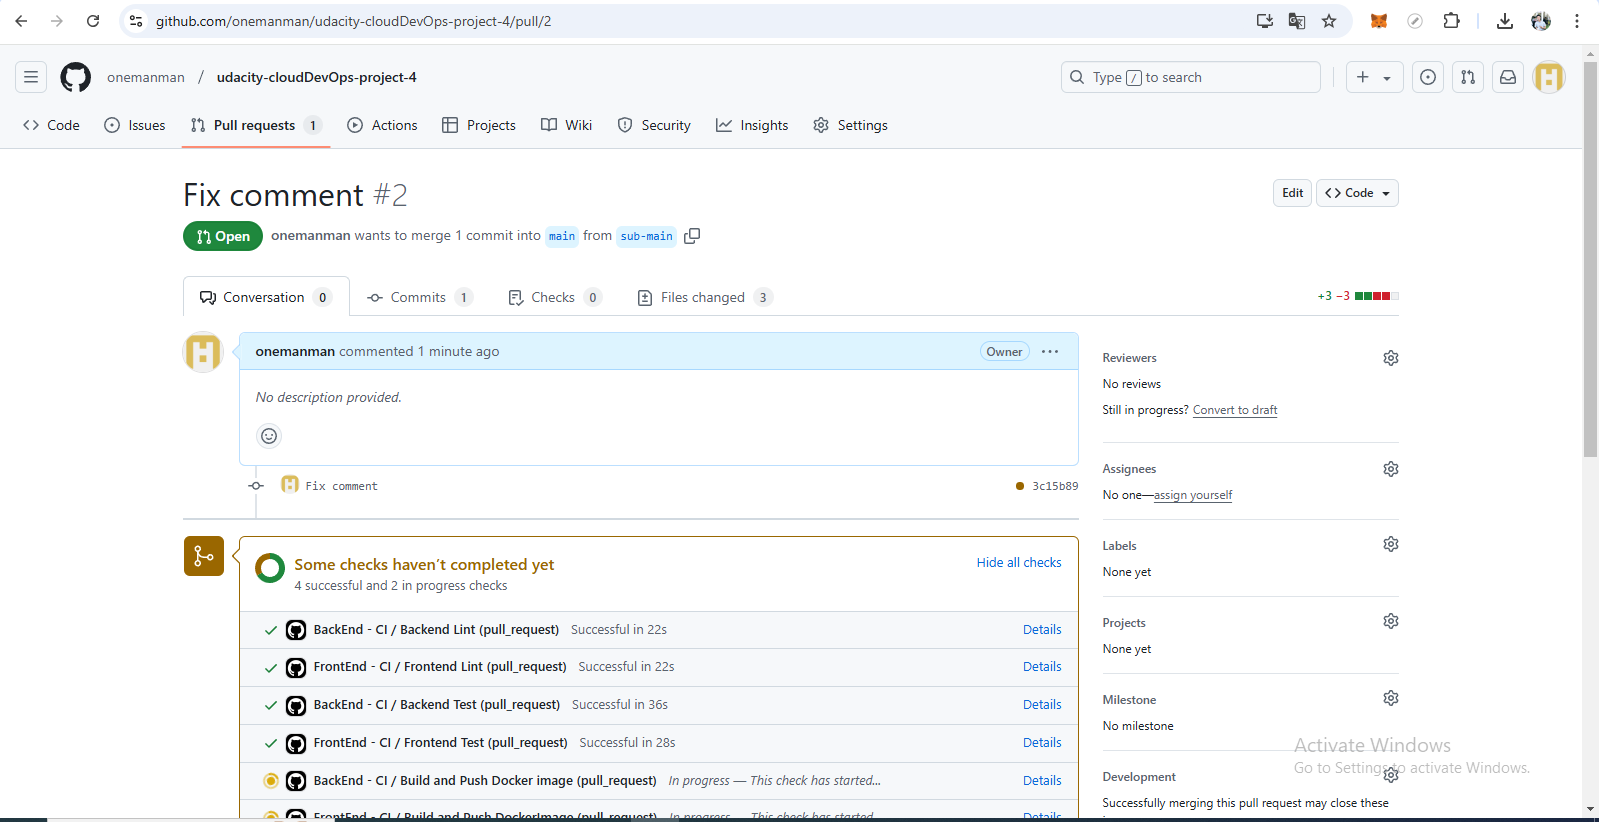 github.com/onemanman/udacity-cloudDevOps-project-4/pull/2
onemanman / udacity-cloudDevOps-project-4
Type / to search
Code
Issues
Pull requests 1
Actions
Projects
Wiki
Security
Insights
Settings
Fix comment #2
Edit
Code
Open
onemanman wants to merge 1 commit into main from sub-main
Conversation 0
Commits 1
Checks 0
Files changed 3
+3 −3
onemanman commented 1 minute ago
Owner
No description provided.
Fix comment
3c15b89
Some checks haven't completed yet
4 successful and 2 in progress checks
Hide all checks
BackEnd - CI / Backend Lint (pull_request) Successful in 22s Details
FrontEnd - CI / Frontend Lint (pull_request) Successful in 22s Details
BackEnd - CI / Backend Test (pull_request) Successful in 36s Details
FrontEnd - CI / Frontend Test (pull_request) Successful in 28s Details
BackEnd - CI / Build and Push Docker image (pull_request) In progress — This check has started... Details
FrontEnd - CI / Build and Push DockerImage (pull_request) In progress — This check has started... Details
Reviewers
No reviews
Still in progress? Convert to draft
Assignees
No one—assign yourself
Labels
None yet
Projects
None yet
Milestone
No milestone
Development
Successfully merging this pull request may close these
Activate Windows
Go to Settings to activate Windows.